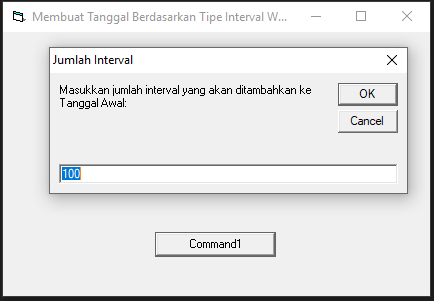 Membuat Tanggal Berdasarkan Tipe Interval W...
Jumlah Interval
Masukkan jumlah interval yang akan ditambahkan ke
Tanggal Awal:
OK
Cancel
100
Command1